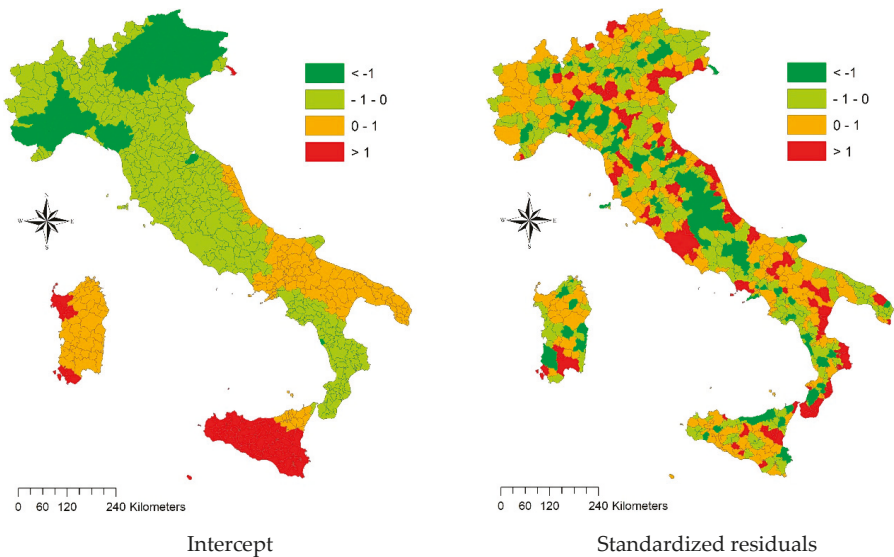 < -1
- 1 - 0
0 - 1
> 1
N
W E
S
0 60 120 240 Kilometers
Intercept
< -1
- 1 - 0
0 - 1
> 1
N
W E
S
0 60 120 240 Kilometers
Standardized residuals